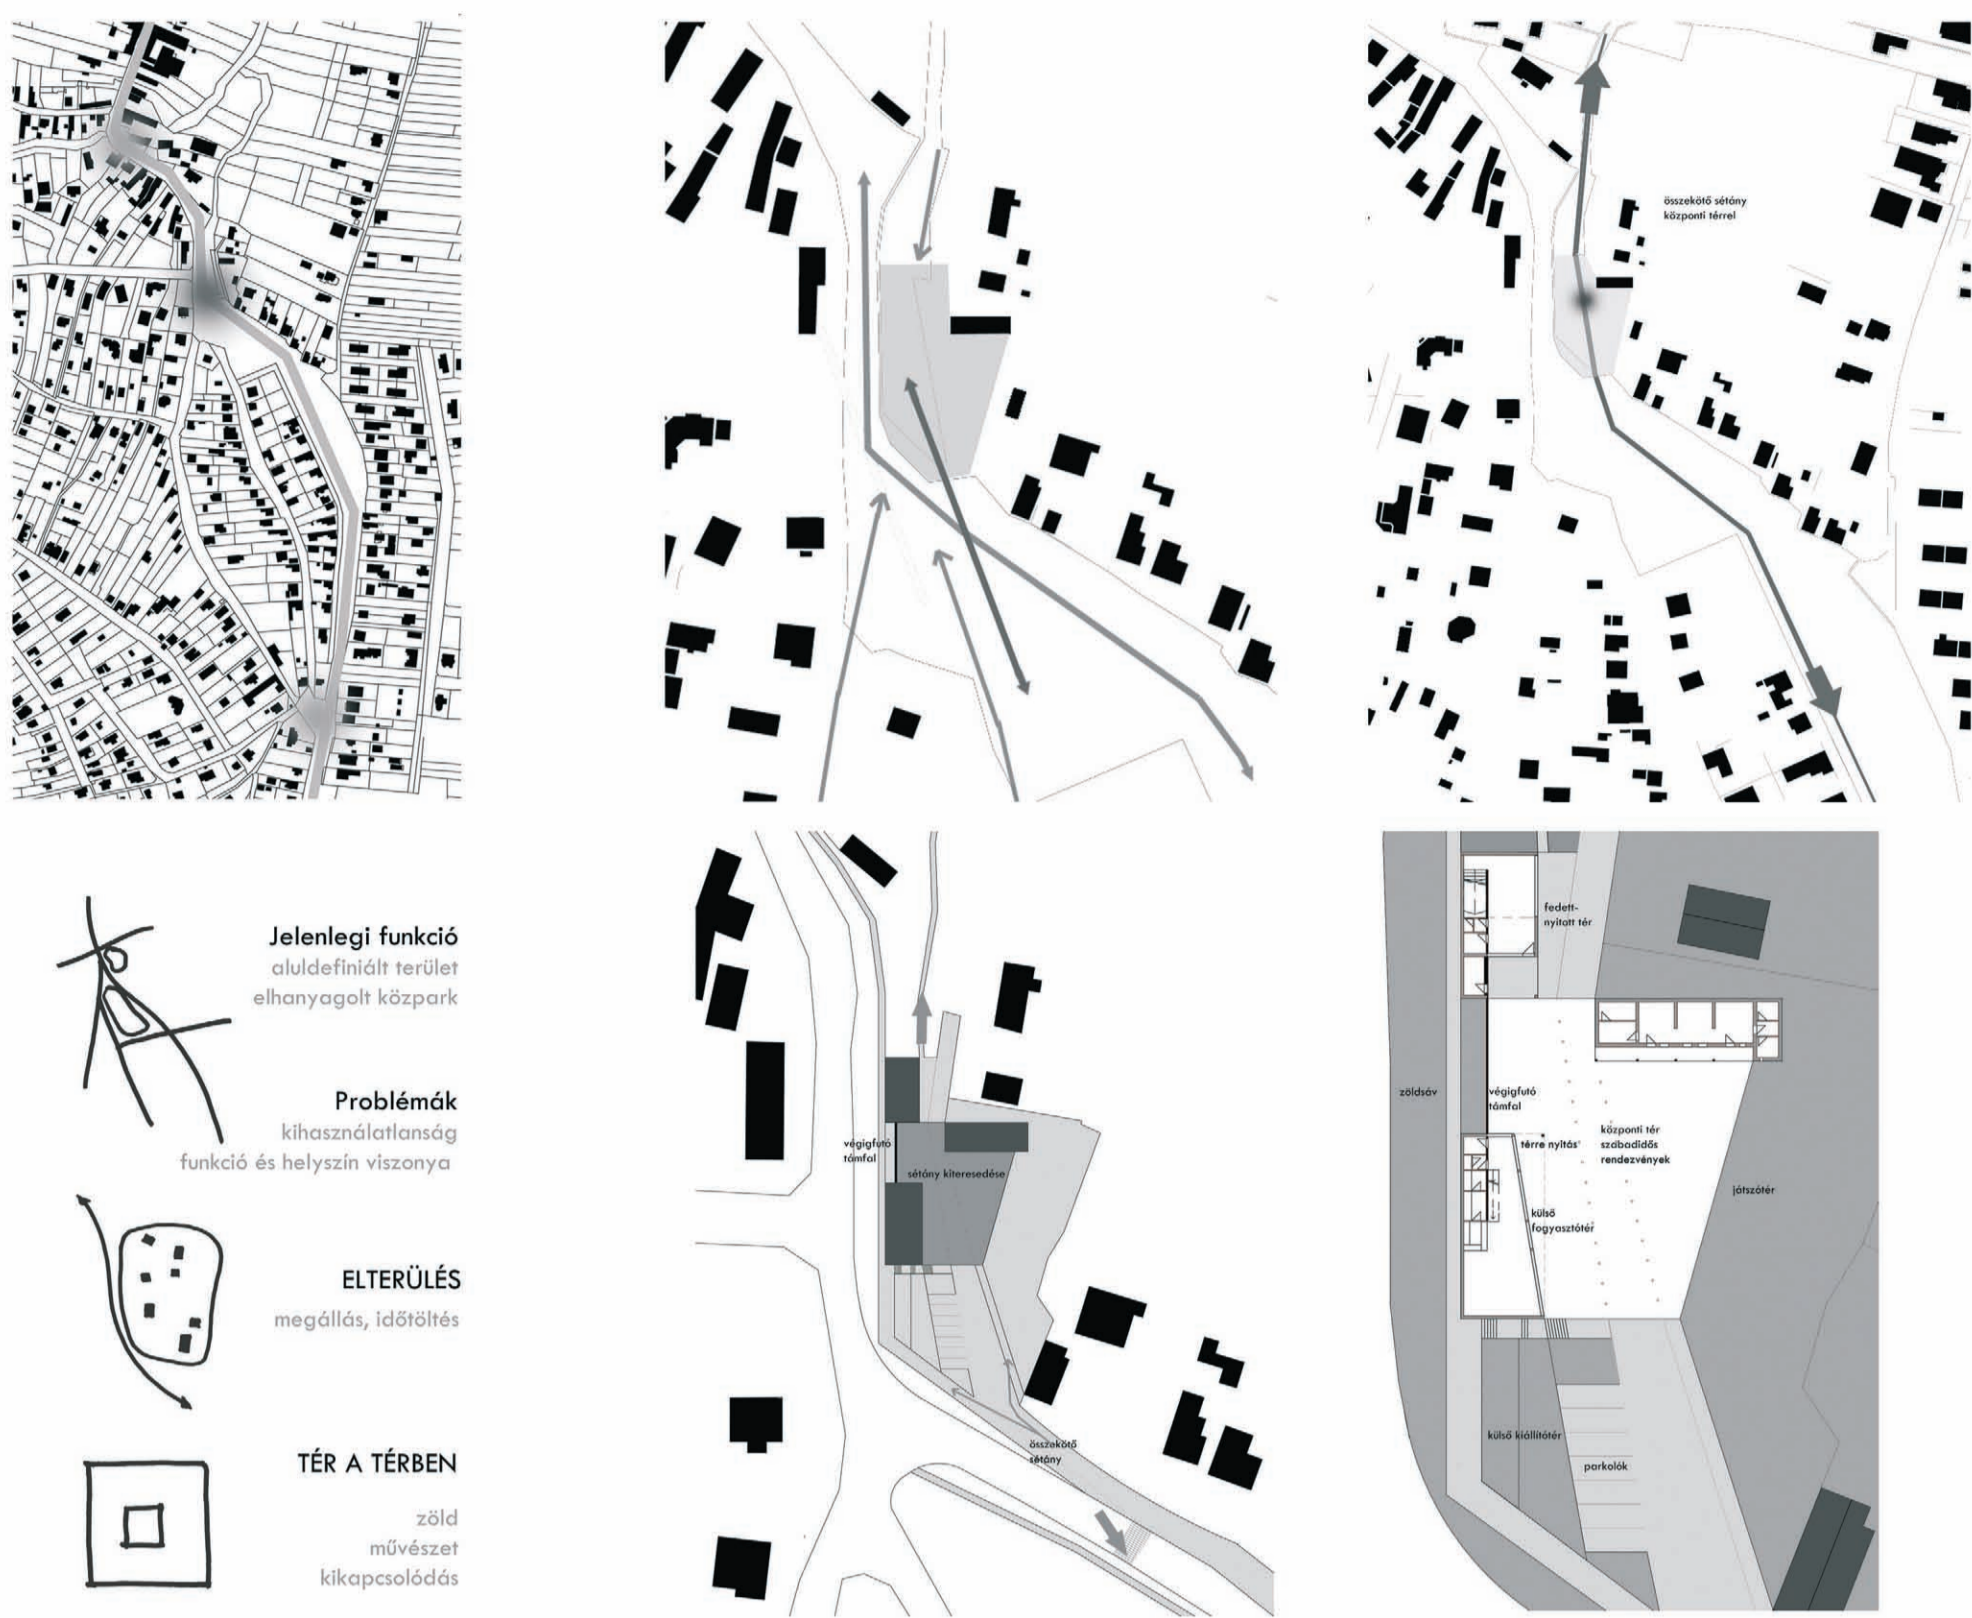 összekötő sétány
központi térrel
Jelenlegi funkció
aluldefiniált terület
elhanyagolt közpark
Problémák
kihasználatlanság
funkció és helyszín viszonya
ELTERÜLÉS
megállás, időtöltés
TÉR A TÉRBEN
zöld
művészet
kikapcsolódás
végigfutó
támfal
sétány kiteresedése
összekötő
sétány
fedett-
nyitott tér
zöldsáv
végigfutó
támfal
térre nyitás
központi tér
szabadidős
rendezvények
játszótér
külső
fogyasztótér
külső kiállítótér
parkolók